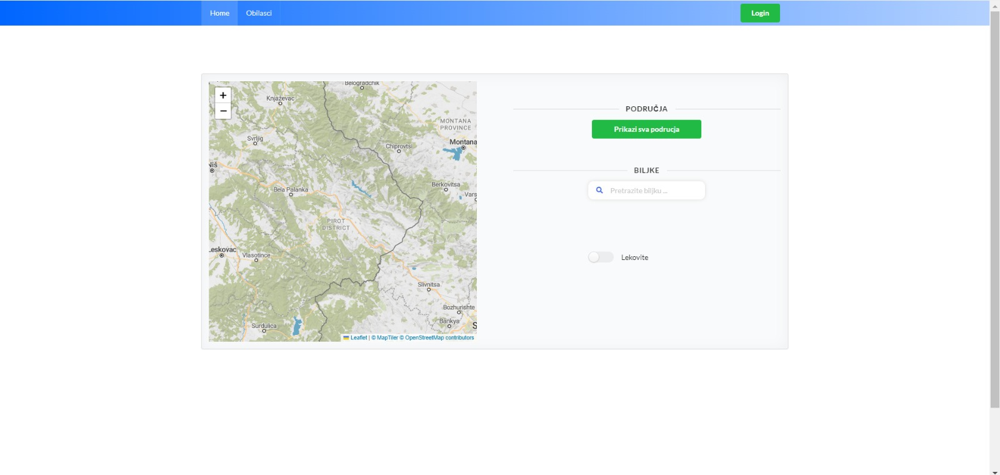 Home
Obilasci
Login
+
−
Belogradchik
Knjaževac
MONTANA
PROVINCE
Svrljig
Chiprovtsi
Montana
Niš
Bela Palanka
Berkovitsa
Vars
PIROT
DISTRICT
Leskovac
Vlasotince
Slivnitsa
Bozhurishte
Bankya
S
Surdulica
Leaflet | © MapTiler © OpenStreetMap contributors
PODRUČJA
Prikazi sva podrucja
BILJKE
Pretrazite biljku ...
Lekovite